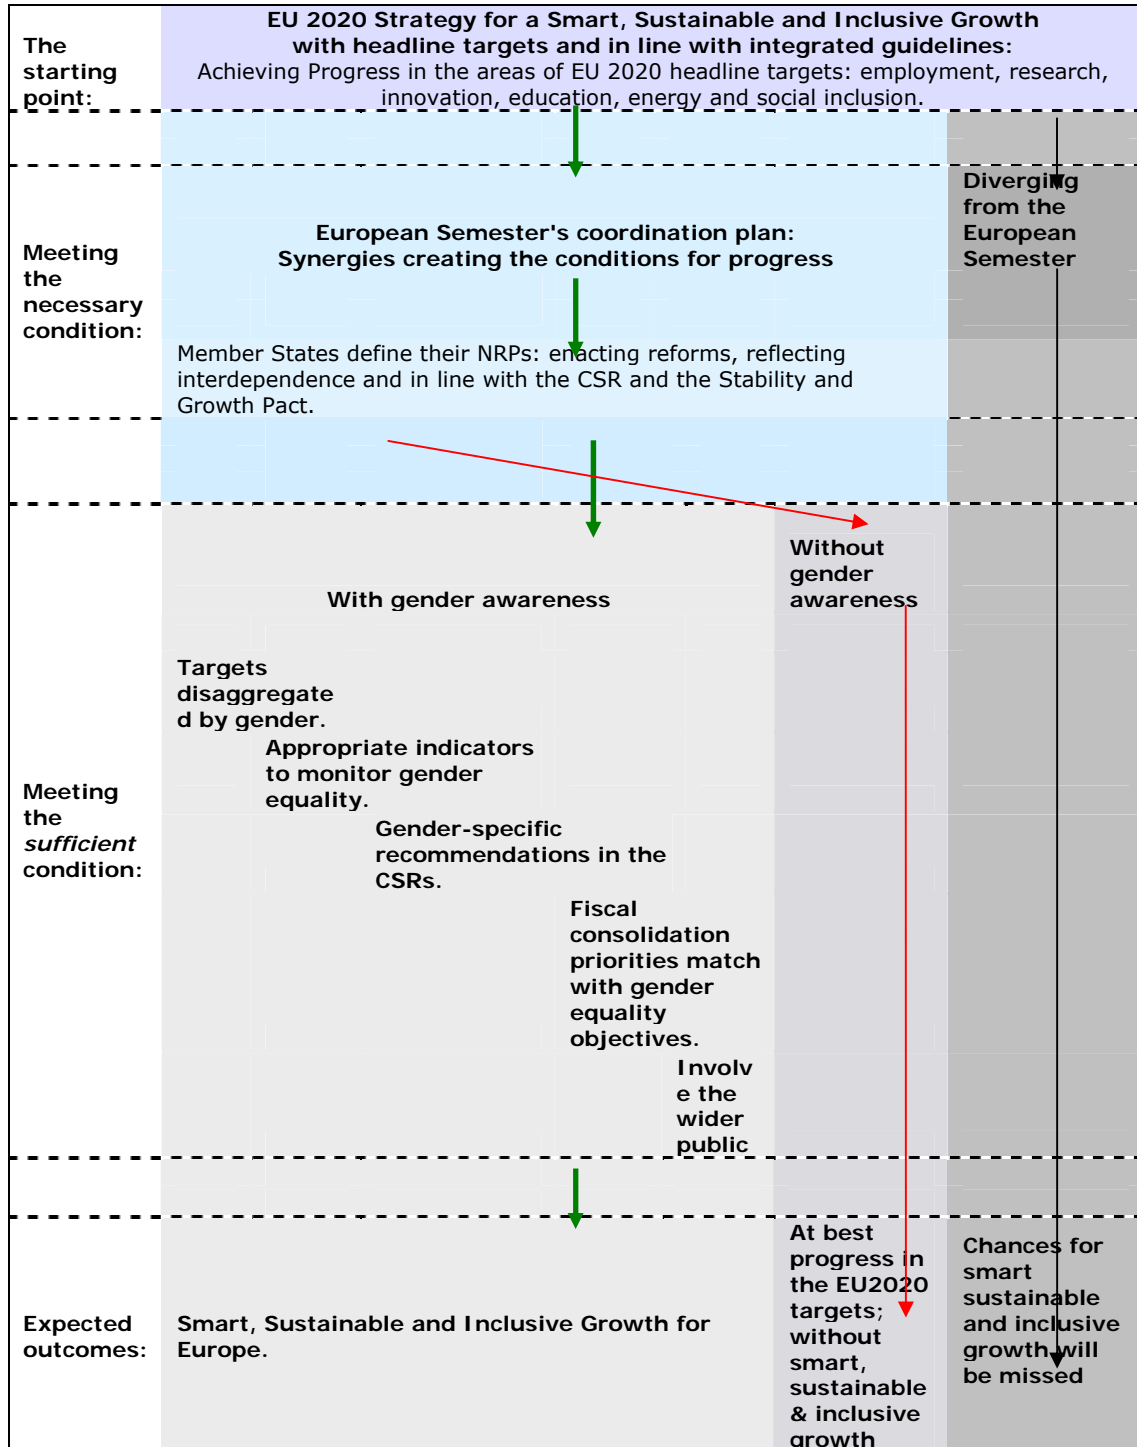 The
starting
point:
EU 2020 Strategy for a Smart, Sustainable and Inclusive Growth
with headline targets and in line with integrated guidelines:
Achieving Progress in the areas of EU 2020 headline targets: employment, research,
innovation, education, energy and social inclusion.
Meeting
the
necessary
condition:
European Semester's coordination plan:
Synergies creating the conditions for progress
Member States define their NRPs: enacting reforms, reflecting
interdependence and in line with the CSR and the Stability and
Growth Pact.
Diverging
from the
European
Semester
Meeting
the
sufficient
condition:
With gender awareness
Targets
disaggregate
d by gender.
Appropriate indicators
to monitor gender
equality.
Gender-specific
recommendations in the
CSRs.
Fiscal
consolidation
priorities match
with gender
equality
objectives.
Involv
e the
wider
public
Without
gender
awareness
Expected
outcomes:
Smart, Sustainable and Inclusive Growth for
Europe.
At best
progress in
the EU2020
targets;
without
smart,
sustainable
& inclusive
growth
Chances for
smart
sustainable
and inclusive
growth will
be missed